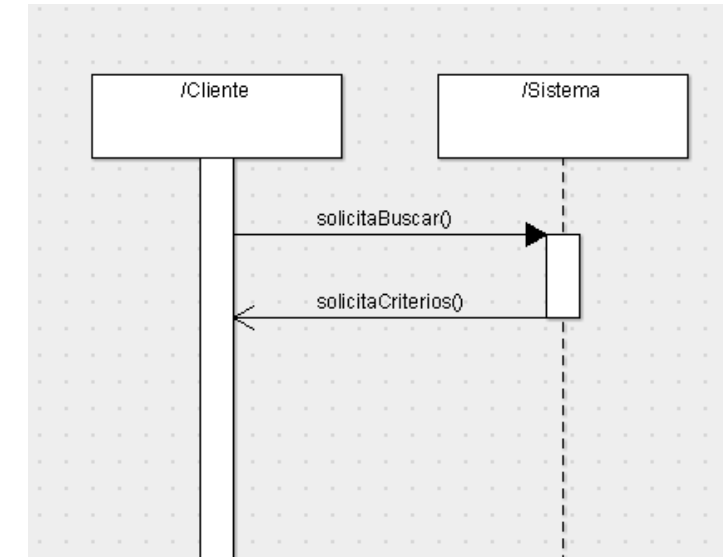 /Cliente
/Sistema
solicitaBuscar()
solicitaCriterios()